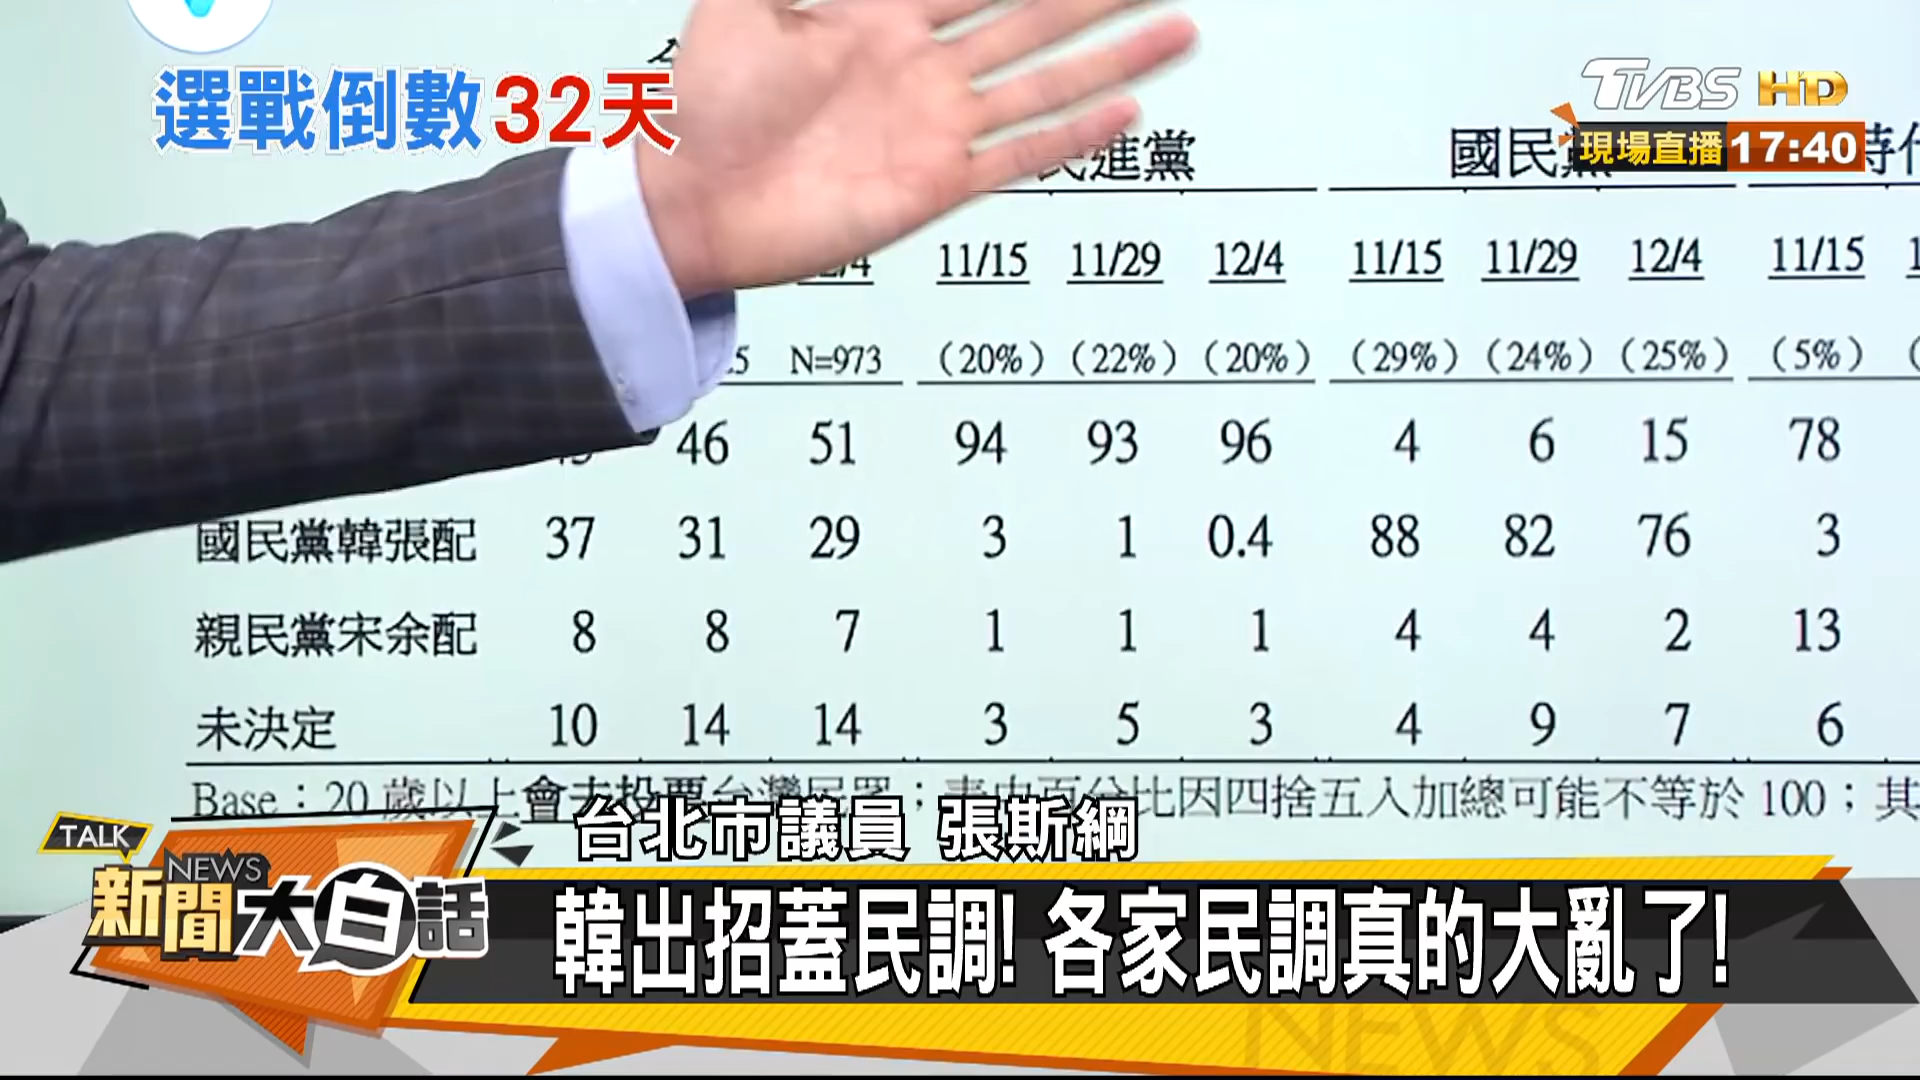 選戰倒數32天
TVBS HD
現場直播 17:40
民進黨 國民黨 時
11/15 11/29 12/4 11/15 11/29 12/4 11/15
N=973 (20%) (22%) (20%) (29%) (24%) (25%) (5%)
46 51 94 93 96 4 6 15 78
國民黨韓張配 37 31 29 3 1 0.4 88 82 76 3
親民黨宋余配 8 8 7 1 1 1 4 4 2 13
未決定 10 14 14 3 5 3 4 9 7 6
Base：20 歲以上會去投票台灣民眾；表中百分比因四捨五入加總可能不等於 100；其
台北市議員 張斯綱
TALK
NEWS
新聞大白話
韓出招蓋民調! 各家民調真的大亂了!
NEWS